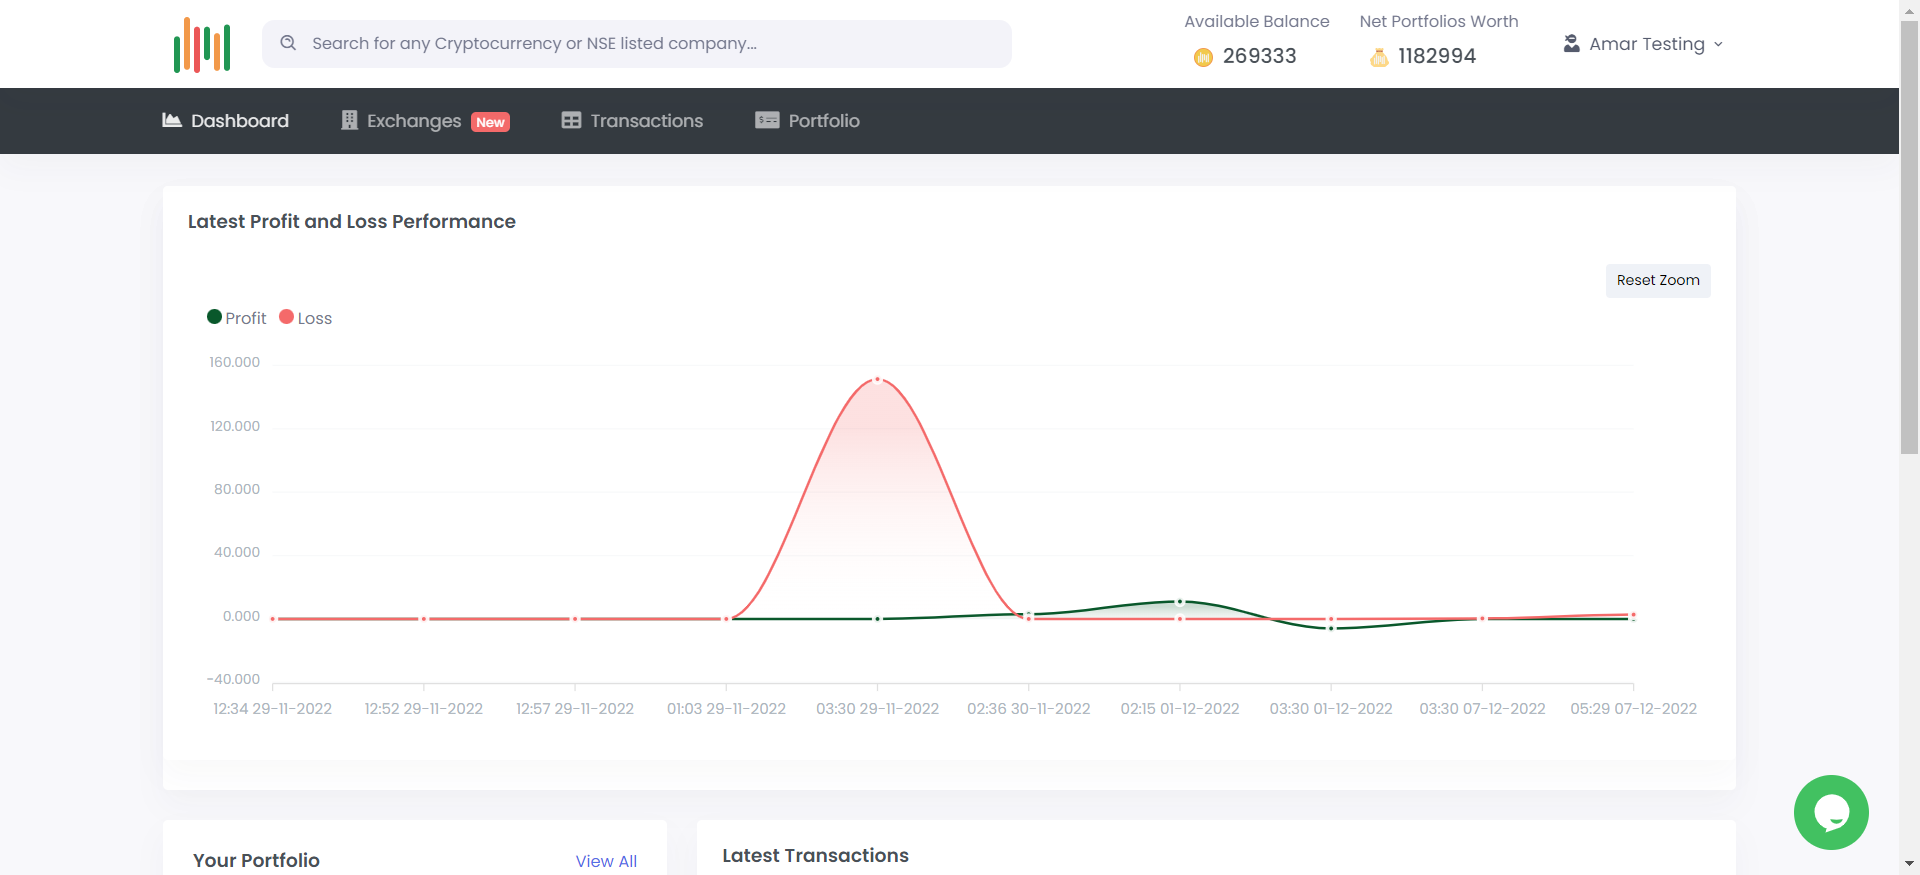 Search for any Cryptocurrency or NSE listed company...
Available Balance
269333
Net Portfolios Worth
1182994
Amar Testing
Dashboard
Exchanges New
Transactions
Portfolio
Latest Profit and Loss Performance
Reset Zoom
Profit
Loss
160.000
120.000
80.000
40.000
0.000
-40.000
12:34 29-11-2022
12:52 29-11-2022
12:57 29-11-2022
01:03 29-11-2022
03:30 29-11-2022
02:36 30-11-2022
02:15 01-12-2022
03:30 01-12-2022
03:30 07-12-2022
05:29 07-12-2022
Your Portfolio
View All
Latest Transactions